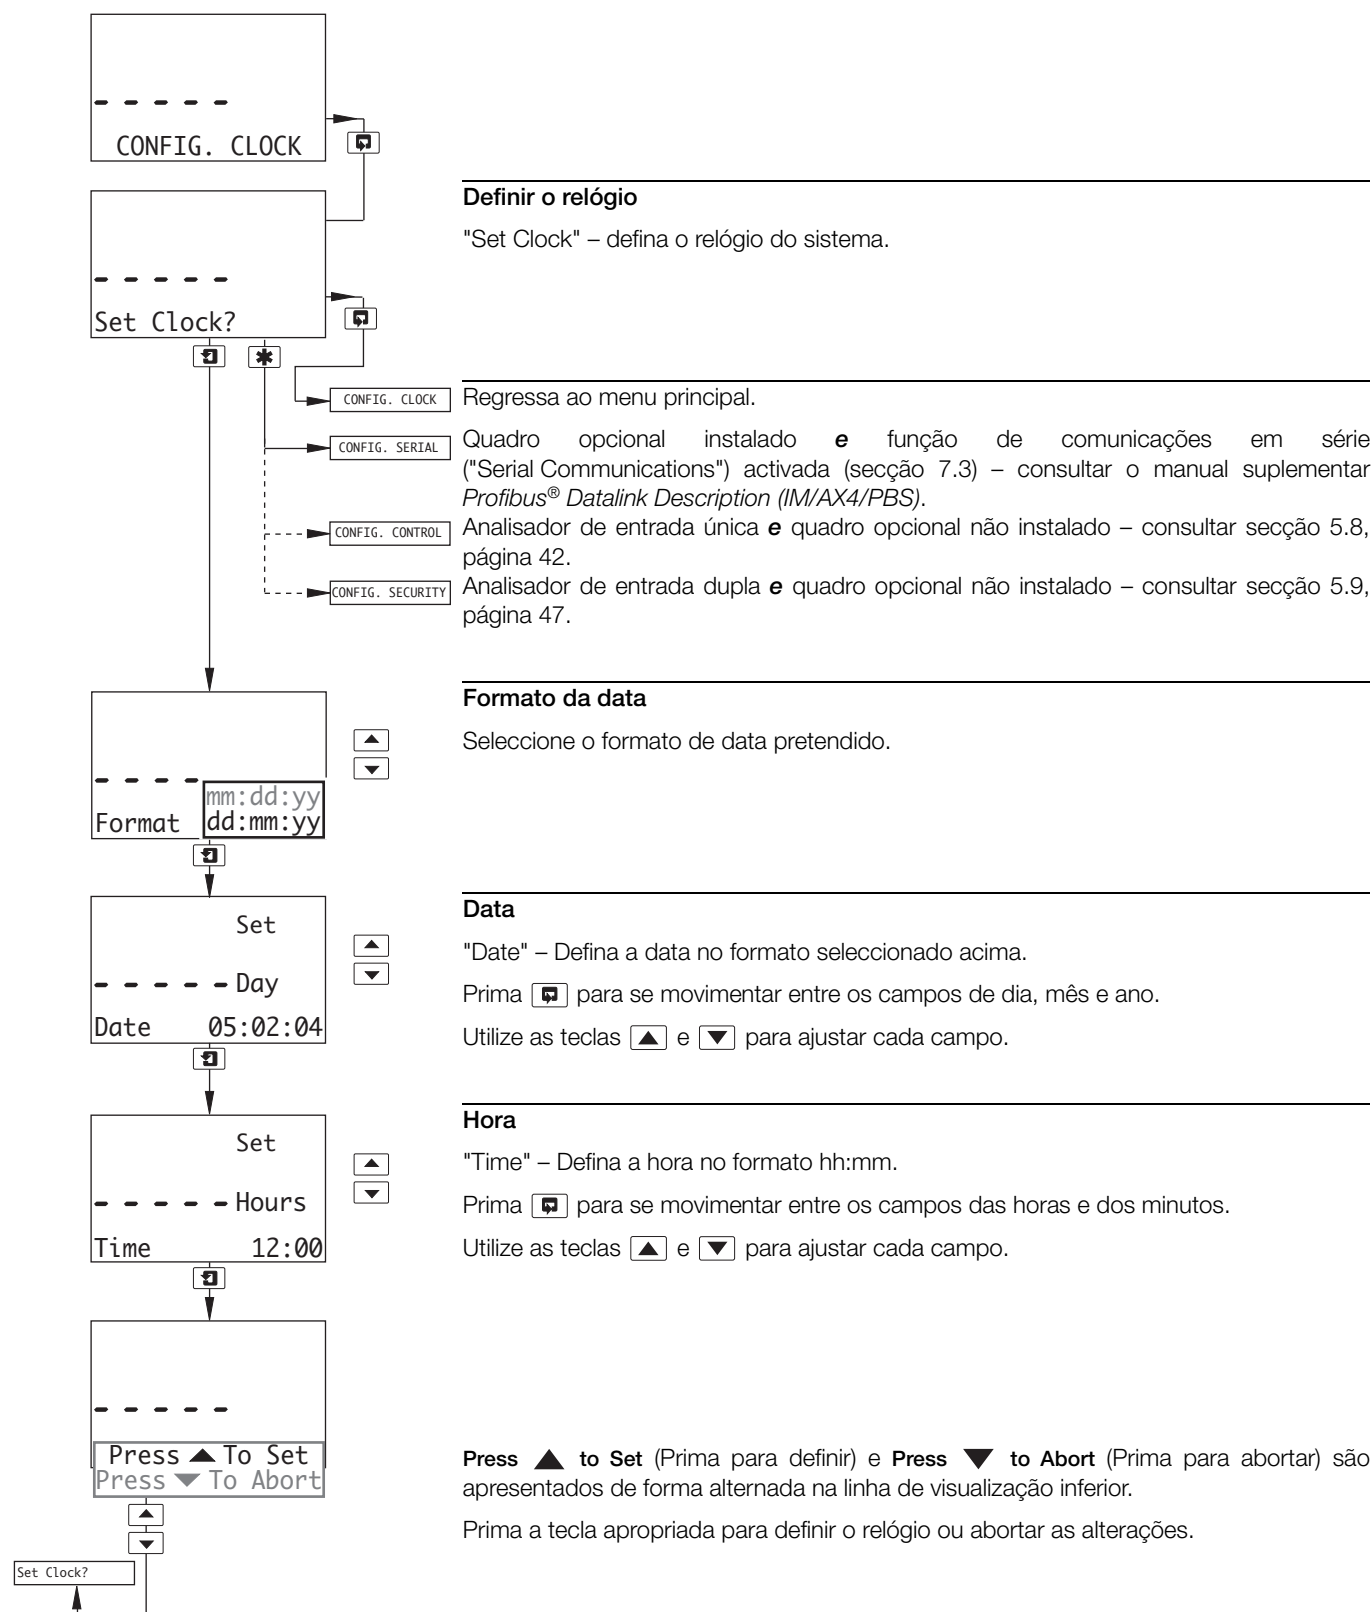 CONFIG. CLOCK
Definir o relógio
"Set Clock" – defina o relógio do sistema.
Set Clock?
CONFIG. CLOCK
Regressa ao menu principal.
CONFIG. SERIAL
Quadro opcional instalado e função de comunicações em série
("Serial Communications") activada (secção 7.3) – consultar o manual suplementar
Profibus® Datalink Description (IM/AX4/PBS).
CONFIG. CONTROL
Analisador de entrada única e quadro opcional não instalado – consultar secção 5.8,
página 42.
CONFIG. SECURITY
Analisador de entrada dupla e quadro opcional não instalado – consultar secção 5.9,
página 47.
Formato da data
Seleccione o formato de data pretendido.
mm:dd:yy
Format dd:mm:yy
Data
Set
"Date" – Defina a data no formato seleccionado acima.
Day
Prima para se movimentar entre os campos de dia, mês e ano.
Date 05:02:04
Utilize as teclas ▲ e ▼ para ajustar cada campo.
Hora
Set
"Time" – Defina a hora no formato hh:mm.
Hours
Prima para se movimentar entre os campos das horas e dos minutos.
Time 12:00
Utilize as teclas ▲ e ▼ para ajustar cada campo.
Press ▲ To Set
Press ▼ To Abort
Press ▲ to Set (Prima para definir) e Press ▼ to Abort (Prima para abortar) são
apresentados de forma alternada na linha de visualização inferior.
Prima a tecla apropriada para definir o relógio ou abortar as alterações.
Set Clock?